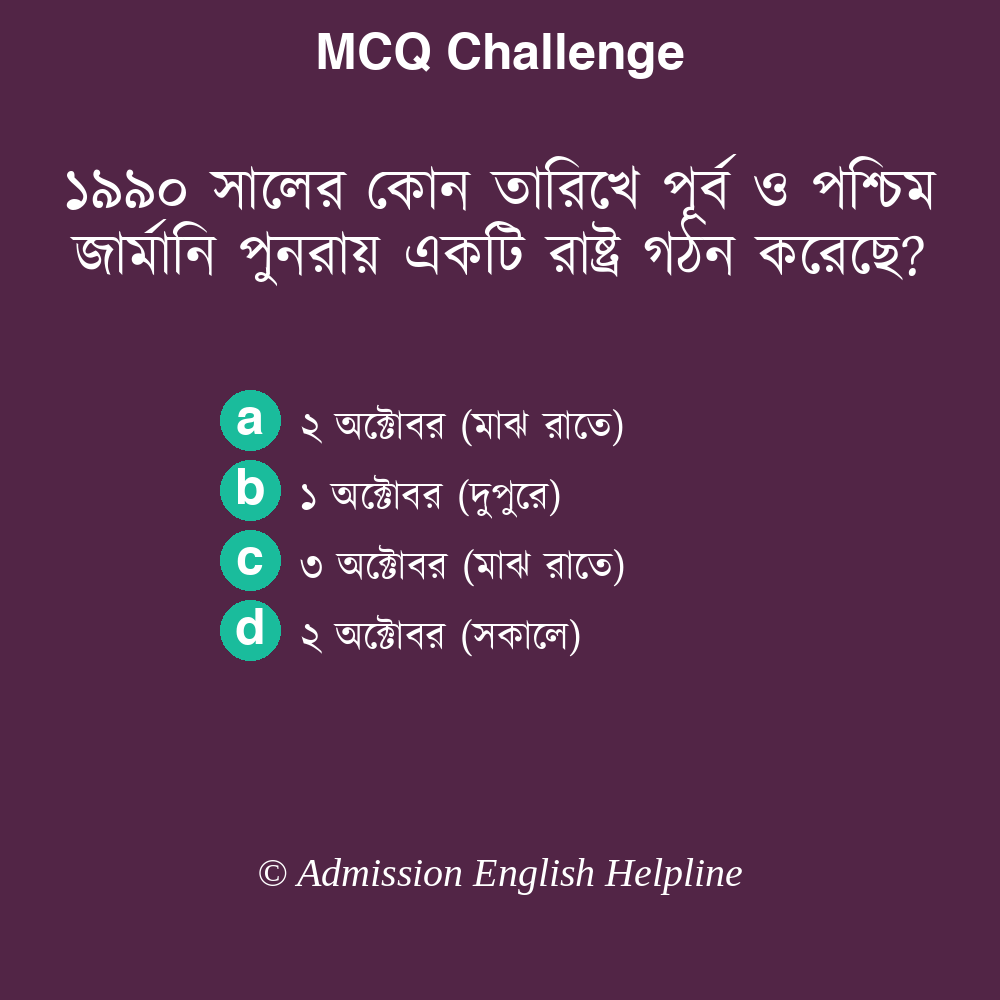 MCQ Challenge
১৯৯০ সালের কোন তারিখে পূর্ব ও পশ্চিম
জার্মানি পুনরায় একটি রাষ্ট্র গঠন করেছে?
a ২ অক্টোবর (মাঝ রাতে)
b ১ অক্টোবর (দুপুরে)
c ৩ অক্টোবর (মাঝ রাতে)
d ২ অক্টোবর (সকালে)
© Admission English Helpline